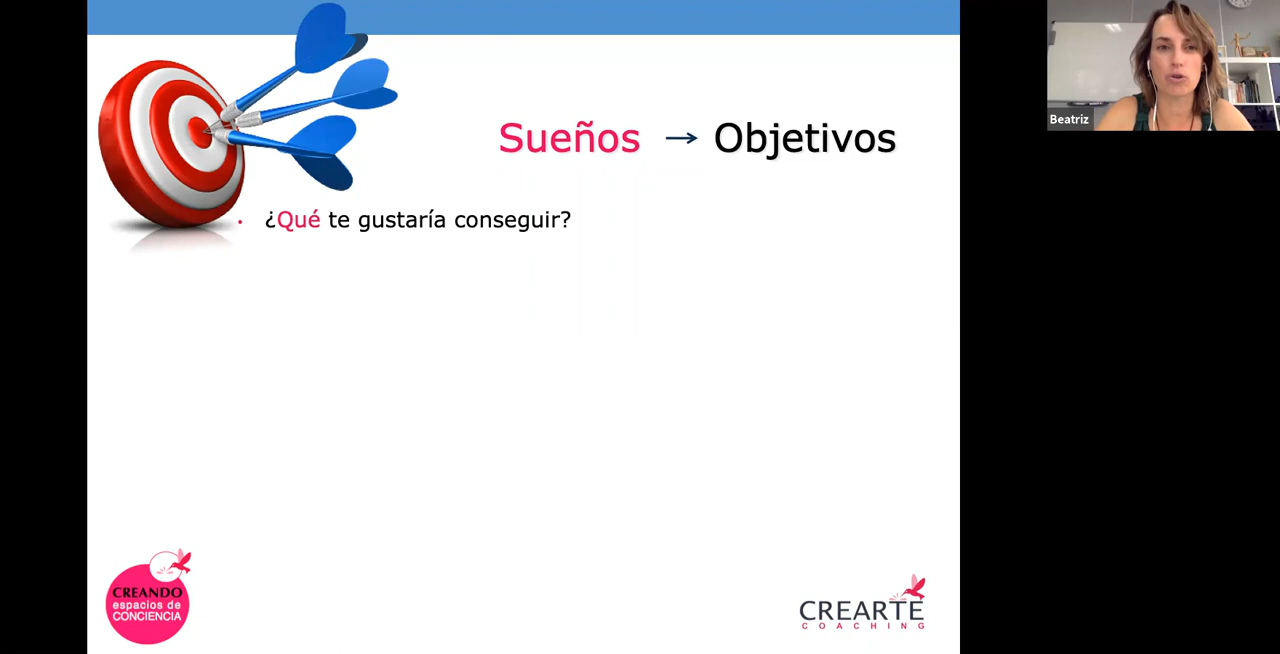 Sueños → Objetivos
Beatriz
• ¿Qué te gustaría conseguir?
CREANDO
espacios de
CONCIENCIA
CREARTE
COACHING